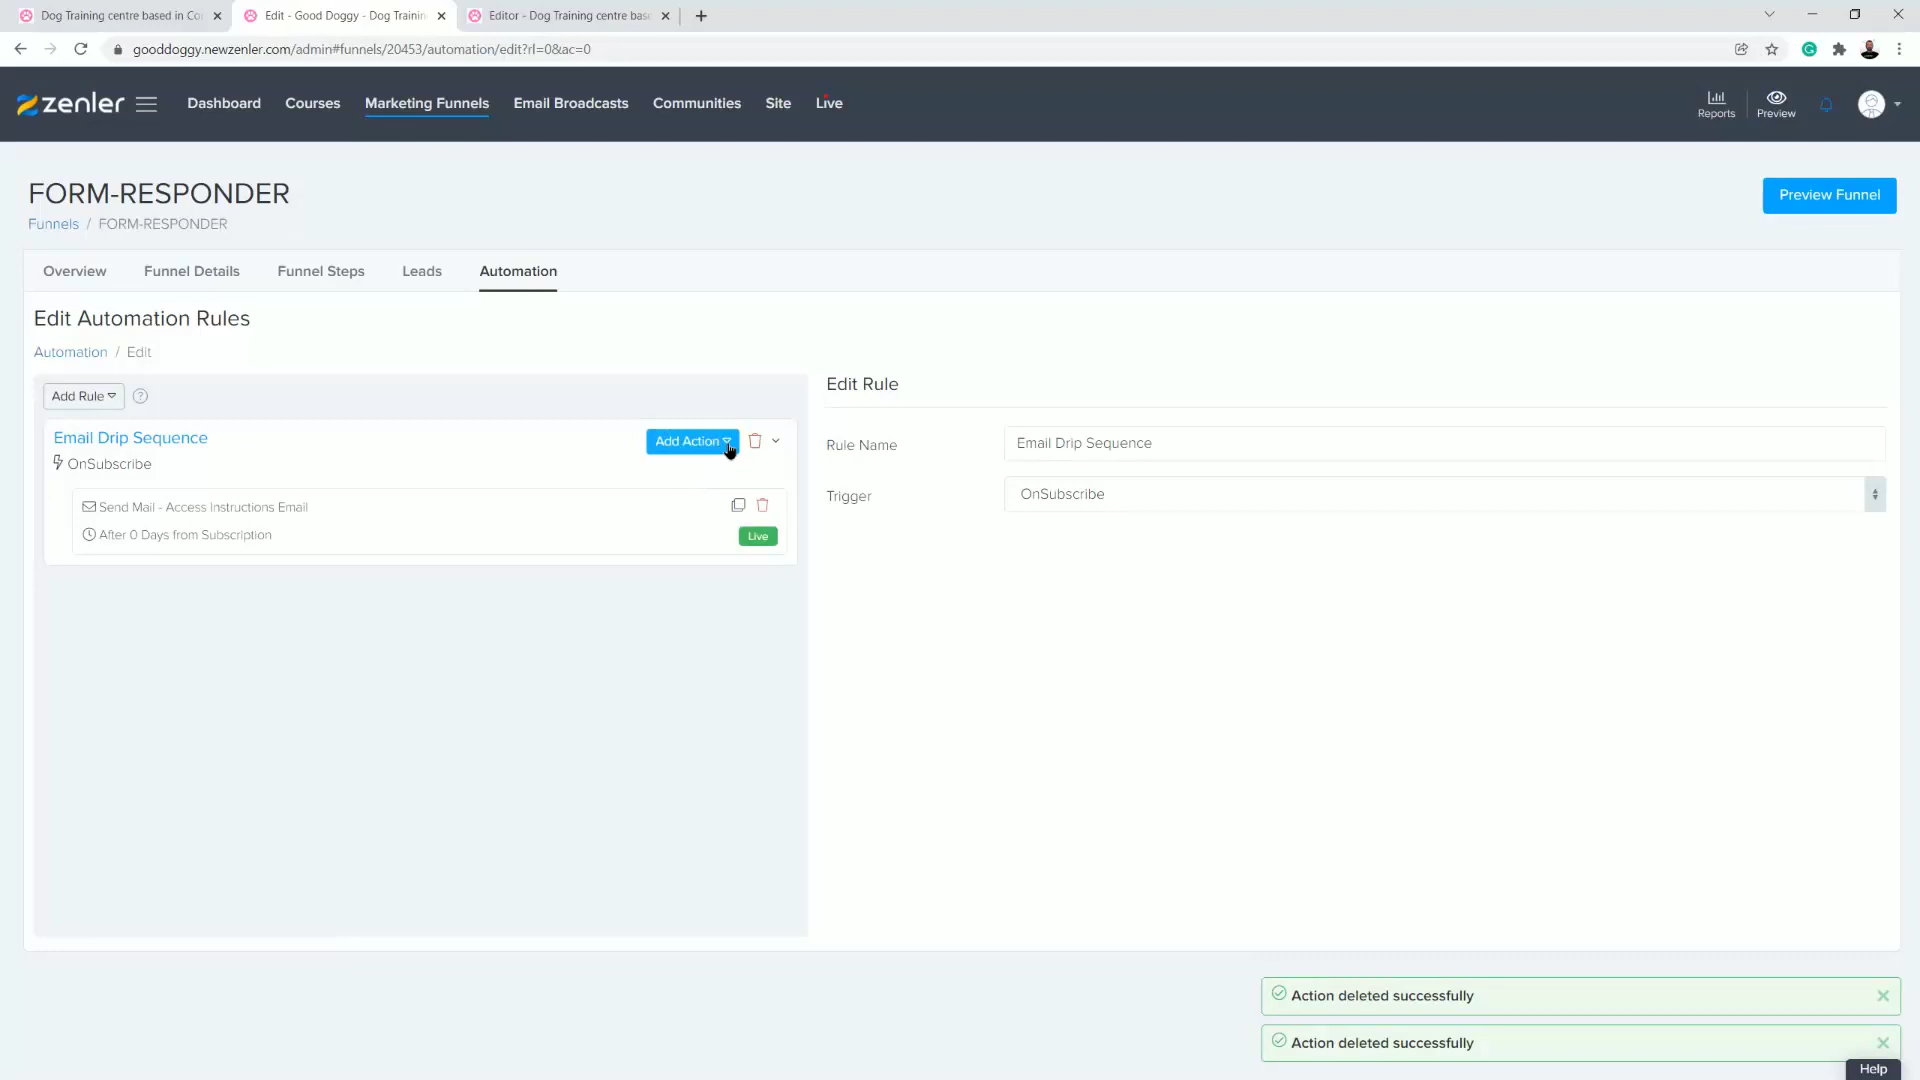 Dog Training centre based in Co
Edit - Good Doggy - Dog Trainin
Editor - Dog Training centre base
gooddoggy.newzenler.com/admin#funnels/20453/automation/edit?rl=0&ac=0
zenler
Dashboard
Courses
Marketing Funnels
Email Broadcasts
Communities
Site
Live
Reports
Preview
FORM-RESPONDER
Preview Funnel
Funnels / FORM-RESPONDER
Overview
Funnel Details
Funnel Steps
Leads
Automation
Edit Automation Rules
Automation / Edit
Add Rule
?
Email Drip Sequence
Add Action
OnSubscribe
Send Mail - Access Instructions Email
After 0 Days from Subscription
Live
Edit Rule
Rule Name
Email Drip Sequence
Trigger
OnSubscribe
Action deleted successfully
Action deleted successfully
Help